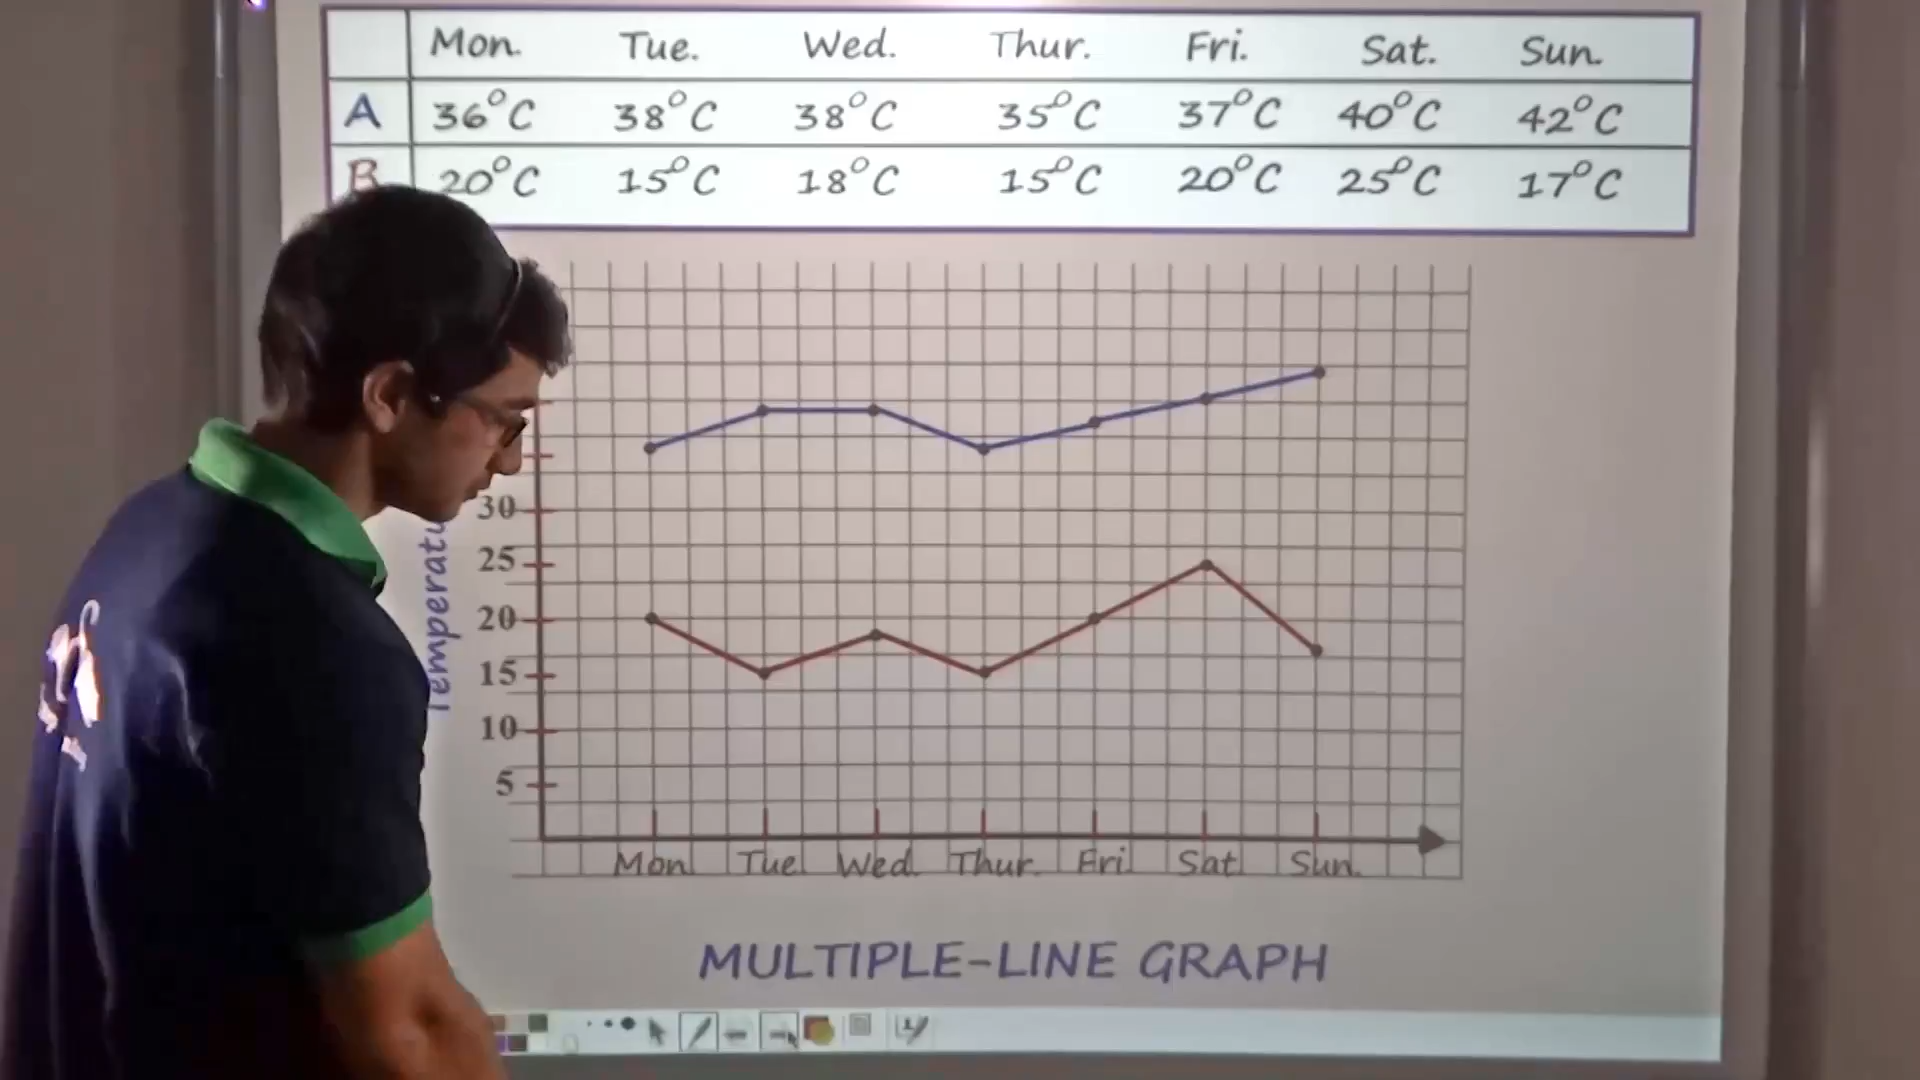 Mon. Tue. Wed. Thur. Fri. Sat. Sun.
A 36°C 38°C 38°C 35°C 37°C 40°C 42°C
B 20°C 15°C 18°C 15°C 20°C 25°C 17°C
30
25
20
15
10
5
Temperatu
Mon. Tue. Wed. Thur. Fri. Sat. Sun.
MULTIPLE-LINE GRAPH